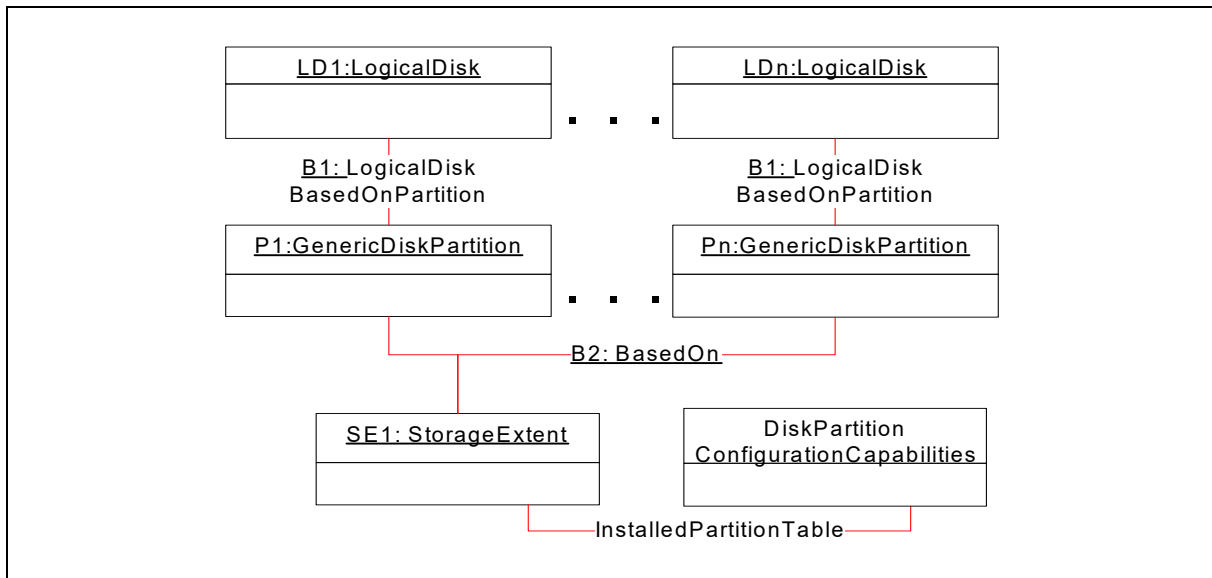 LD1:LogicalDisk
LDn:LogicalDisk
. . .
B1: LogicalDisk
BasedOnPartition
B1: LogicalDisk
BasedOnPartition
P1:GenericDiskPartition
Pn:GenericDiskPartition
. . .
B2: BasedOn
SE1: StorageExtent
DiskPartition
ConfigurationCapabilities
InstalledPartitionTable